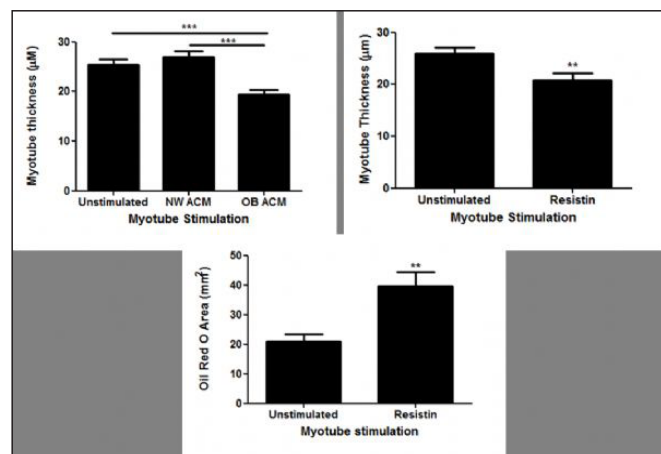 ***
***
Myotube thickness (µM)
30
20
10
0
Unstimulated NW ACM OB ACM
Myotube Stimulation
Myotube Thickness (µm)
30
20
10
0
**
Unstimulated Resistin
Myotube Stimulation
Oil Red O Area (mm²)
50
40
30
20
10
0
**
Unstimulated Resistin
Myotube stimulation